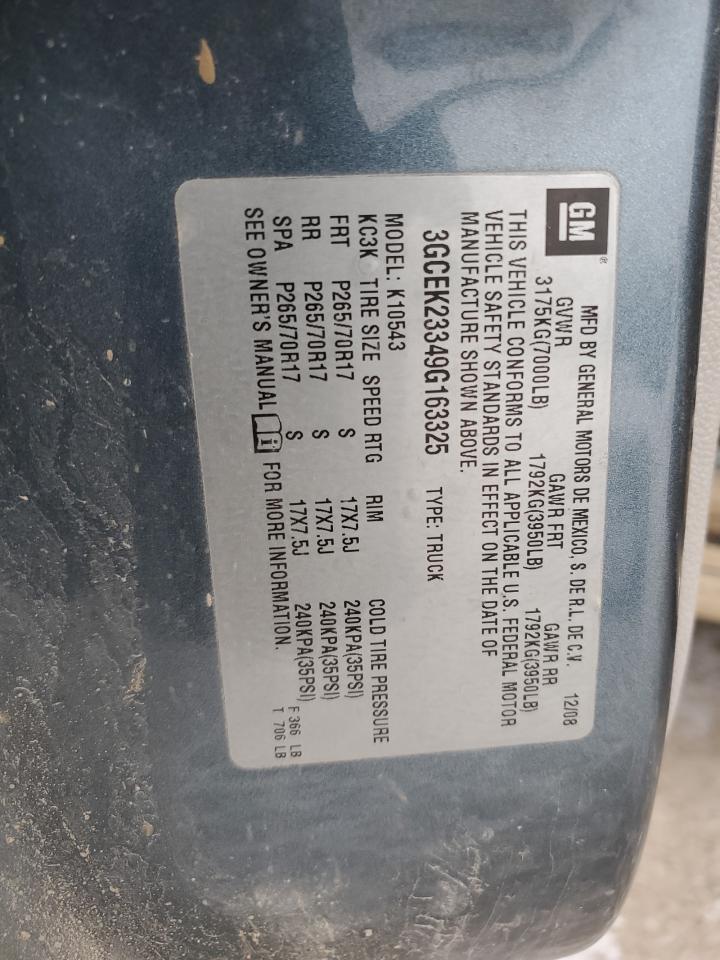 GM®
MFD BY GENERAL MOTORS DE MEXICO, S. DE R.L. DE C.V. 12/08
GVWR GAWR FRT GAWR RR
3175KG(7000LB) 1792KG(3950LB) 1792KG(3950LB)
THIS VEHICLE CONFORMS TO ALL APPLICABLE U.S. FEDERAL MOTOR
VEHICLE SAFETY STANDARDS IN EFFECT ON THE DATE OF
MANUFACTURE SHOWN ABOVE.
3GCEK23349G163325 TYPE: TRUCK
MODEL: K10543
KC3K TIRE SIZE SPEED RTG RIM COLD TIRE PRESSURE
FRT P265/70R17 S 17X7.5J 240KPA(35PSI)
RR P265/70R17 S 17X7.5J 240KPA(35PSI)
SPA P265/70R17 S 17X7.5J 240KPA(35PSI)
SEE OWNER'S MANUAL i FOR MORE INFORMATION.
F 366 LB
T 706 LB